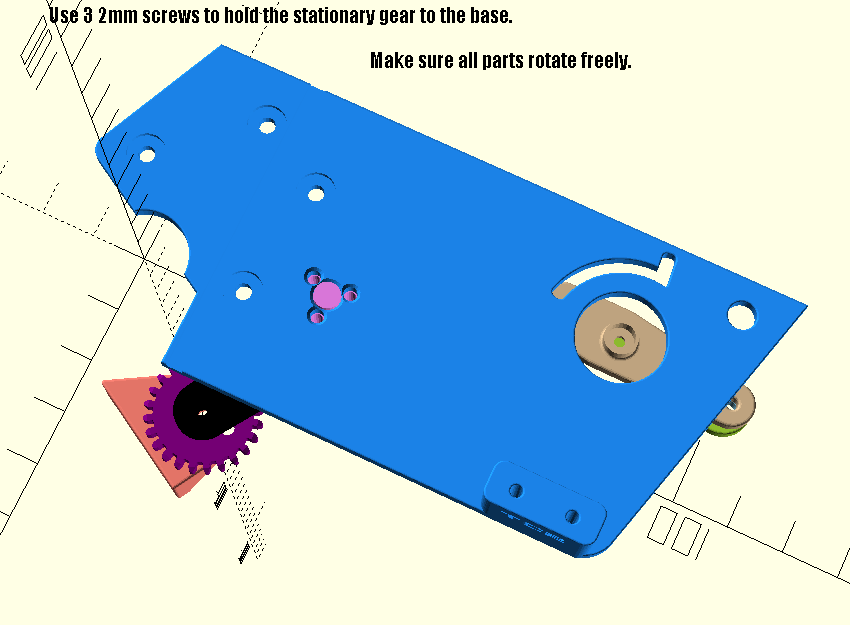 Use 3 2mm screws to hold the stationary gear to the base.
Make sure all parts rotate freely.